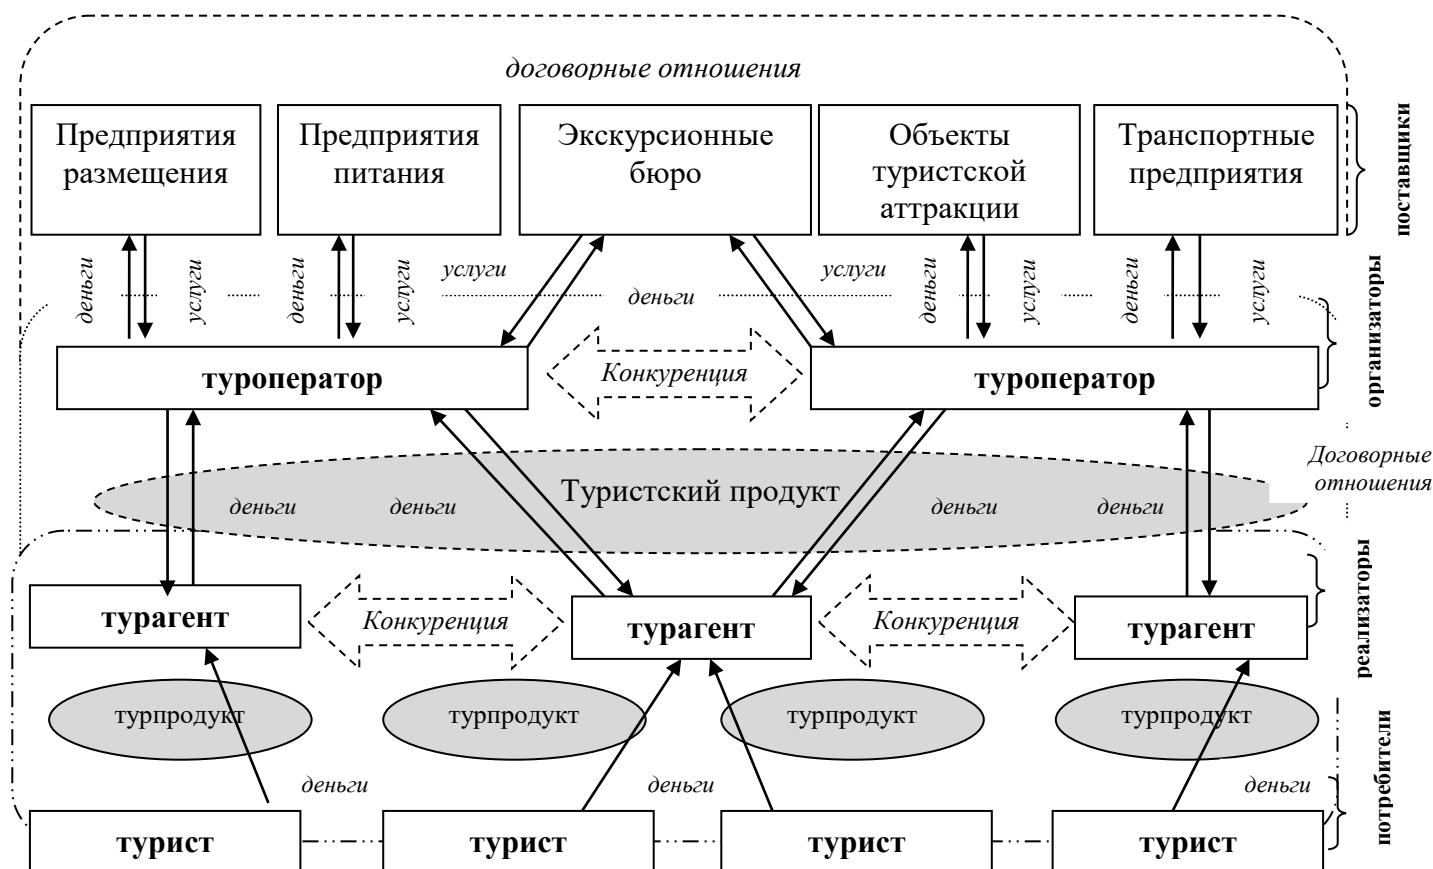 договорные отношения
Предприятия
размещения
Предприятия
питания
Экскурсионные
бюро
Объекты
туристской
аттракции
Транспортные
предприятия
поставщики
деньги
услуги
деньги
услуги
услуги
деньги
услуги
деньги
услуги
деньги
услуги
организаторы
туроператор
Конкуренция
туроператор
Договорные
отношения
Туристский продукт
деньги
деньги
деньги
деньги
реализаторы
турагент
Конкуренция
турагент
Конкуренция
турагент
турпродукт
турпродукт
турпродукт
турпродукт
потребители
деньги
деньги
деньги
турист
турист
турист
турист